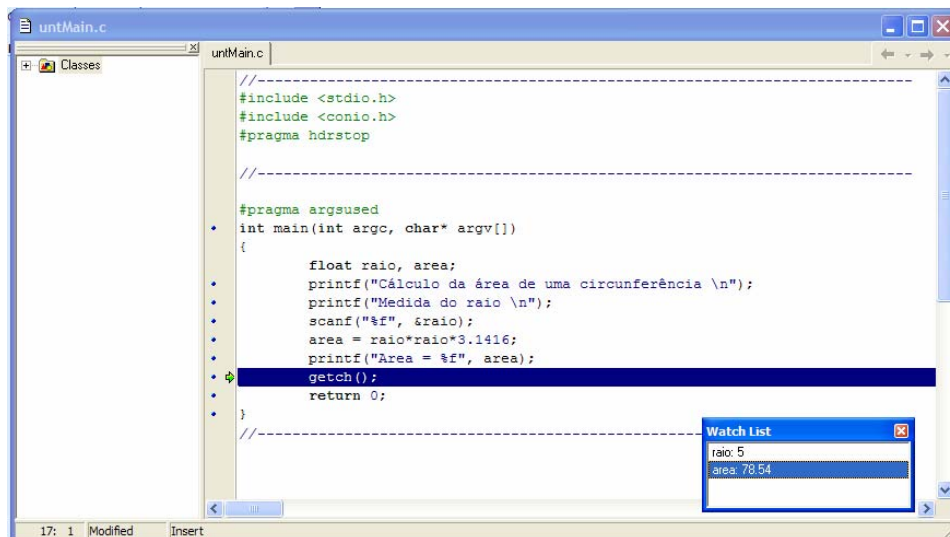 untMain.c
Classes
untMain.c
//---------------------------------------------------------------------------
#include <stdio.h>
#include <conio.h>
#pragma hdrstop
//---------------------------------------------------------------------------
#pragma argsused
int main(int argc, char* argv[])
{
float raio, area;
printf("Cálculo da área de uma circunferência \n");
printf("Medida do raio \n");
scanf("%f", &raio);
area = raio*raio*3.1416;
printf("Area = %f", area);
getch();
return 0;
}
//---------------------------------------------------------------------------
Watch List
raio: 5
area: 78.54
17: 1 Modified Insert